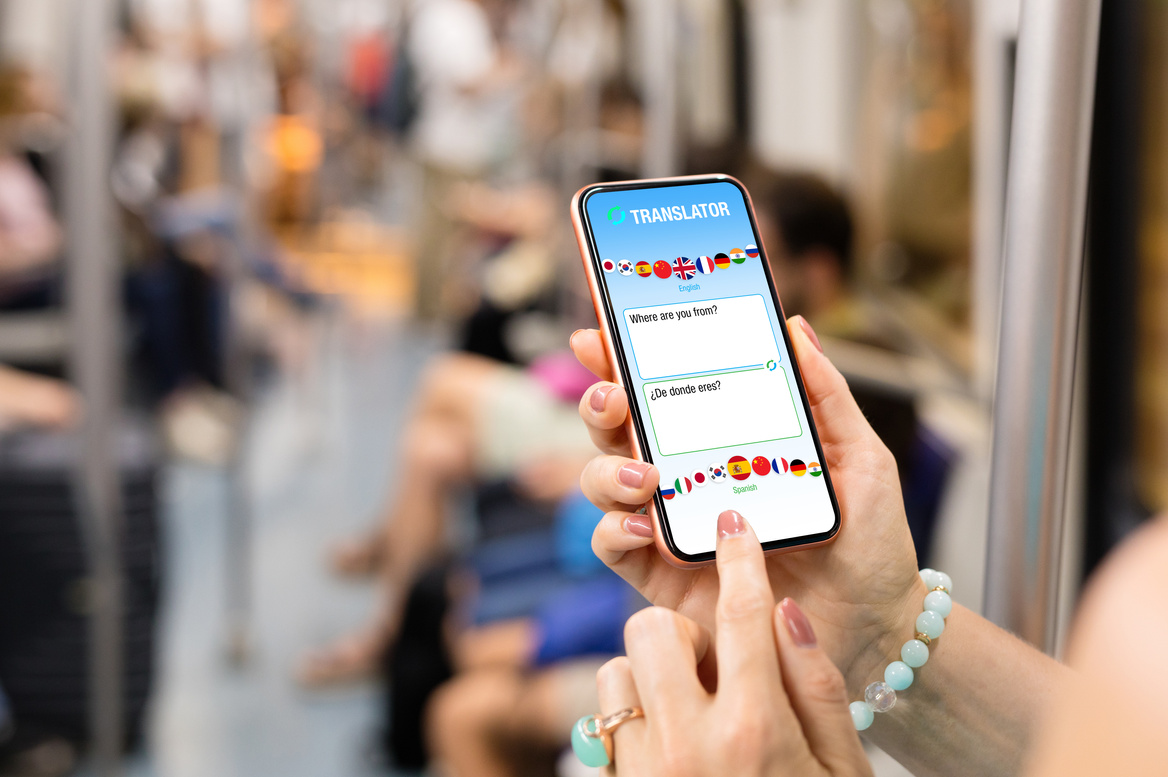 TRANSLATOR
English
Where are you from?
¿De donde eres?
Spanish